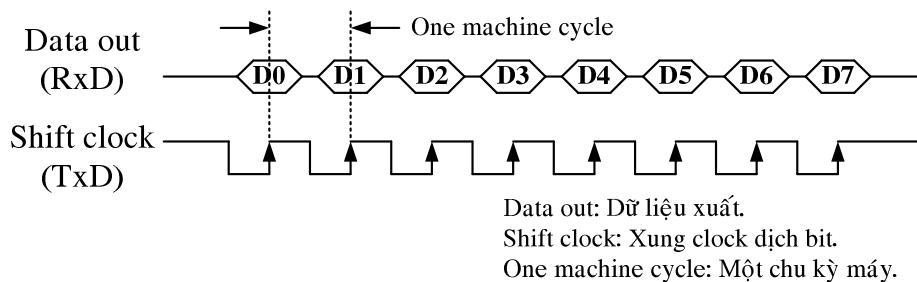 One machine cycle
Data out
(RxD)
D0 D1 D2 D3 D4 D5 D6 D7
Shift clock
(TxD)
Data out: Dữ liệu xuất.
Shift clock: Xung clock dịch bit.
One machine cycle: Một chu kỳ máy.